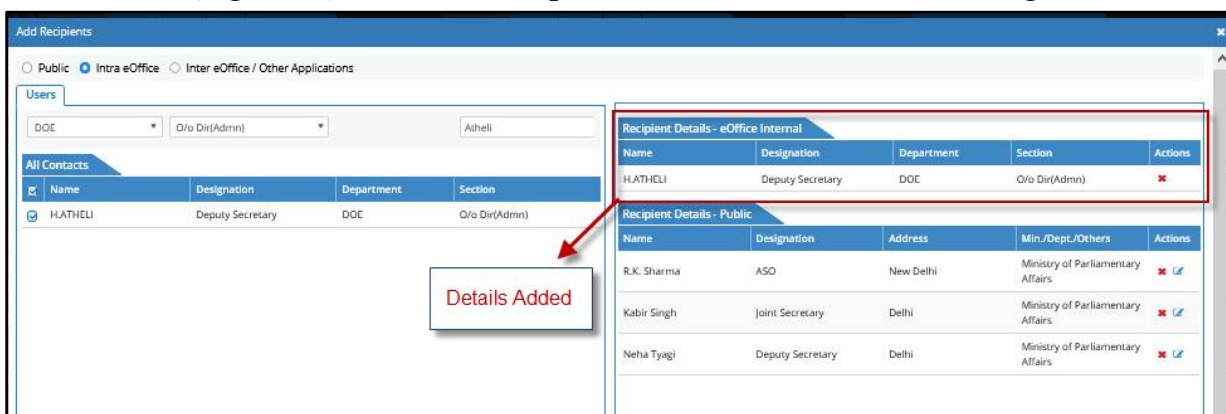 Add Recipients
Public Intra eOffice Inter eOffice / Other Applications
Users
DOE O/o Dir(Admn) Atheli
All Contacts
Name Designation Department Section
H.ATHELI Deputy Secretary DOE O/o Dir(Admn)
Recipient Details - eOffice Internal
Name Designation Department Section Actions
H.ATHELI Deputy Secretary DOE O/o Dir(Admn)
Recipient Details - Public
Name Designation Address Min./Dept./Others Actions
R.K. Sharma ASO New Delhi Ministry of Parliamentary
Affairs
Kabir Singh Joint Secretary Delhi Ministry of Parliamentary
Affairs
Neha Tyagi Deputy Secretary Delhi Ministry of Parliamentary
Affairs
Details Added